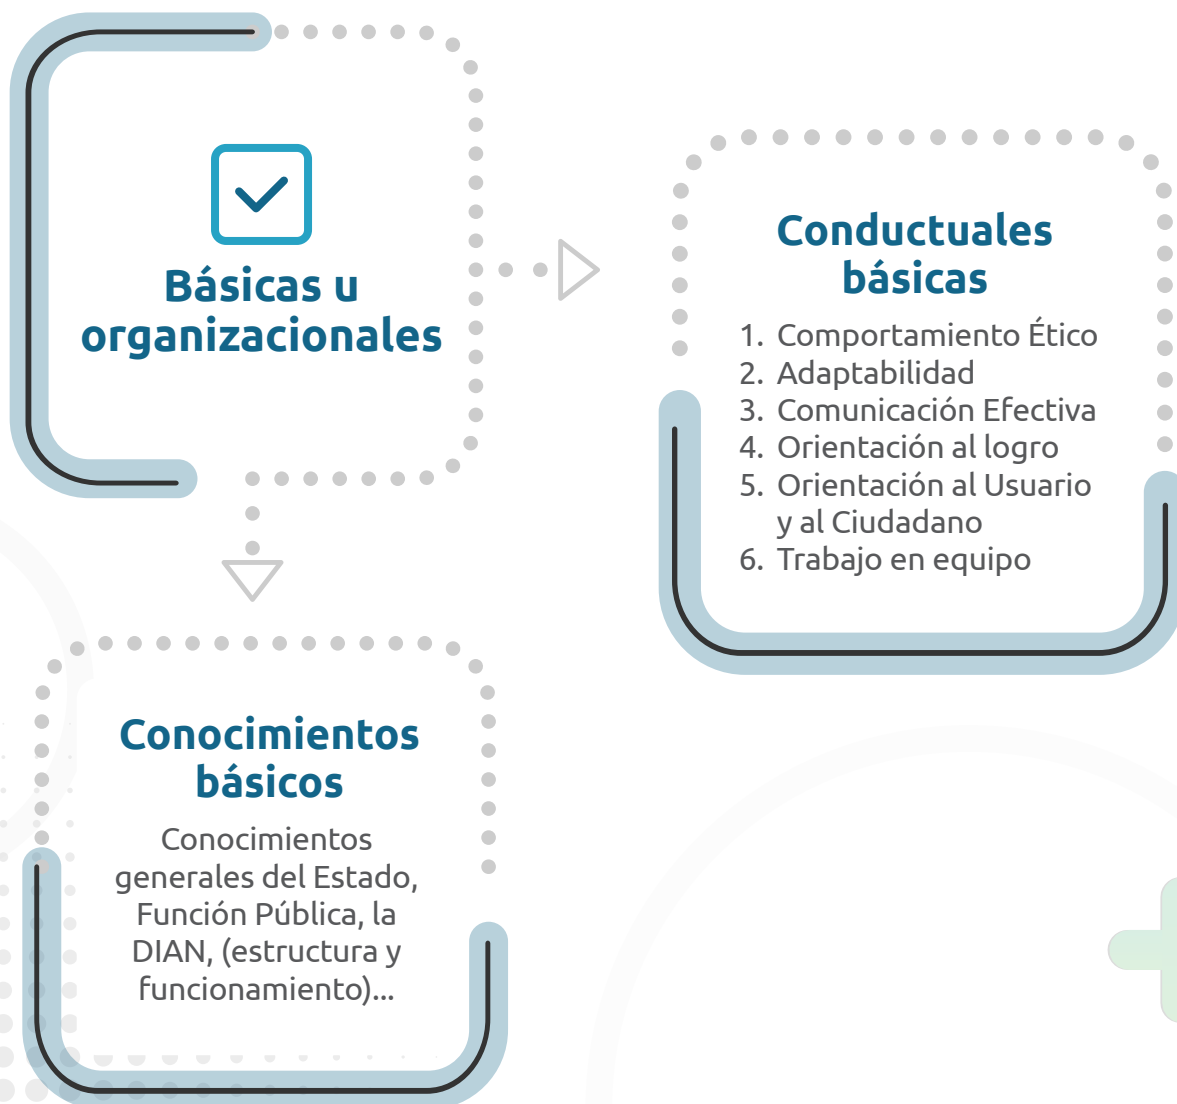 Básicas u
organizacionales
Conductuales
básicas
1. Comportamiento Ético
2. Adaptabilidad
3. Comunicación Efectiva
4. Orientación al logro
5. Orientación al Usuario
y al Ciudadano
6. Trabajo en equipo
Conocimientos
básicos
Conocimientos
generales del Estado,
Función Pública, la
DIAN, (estructura y
funcionamiento)...